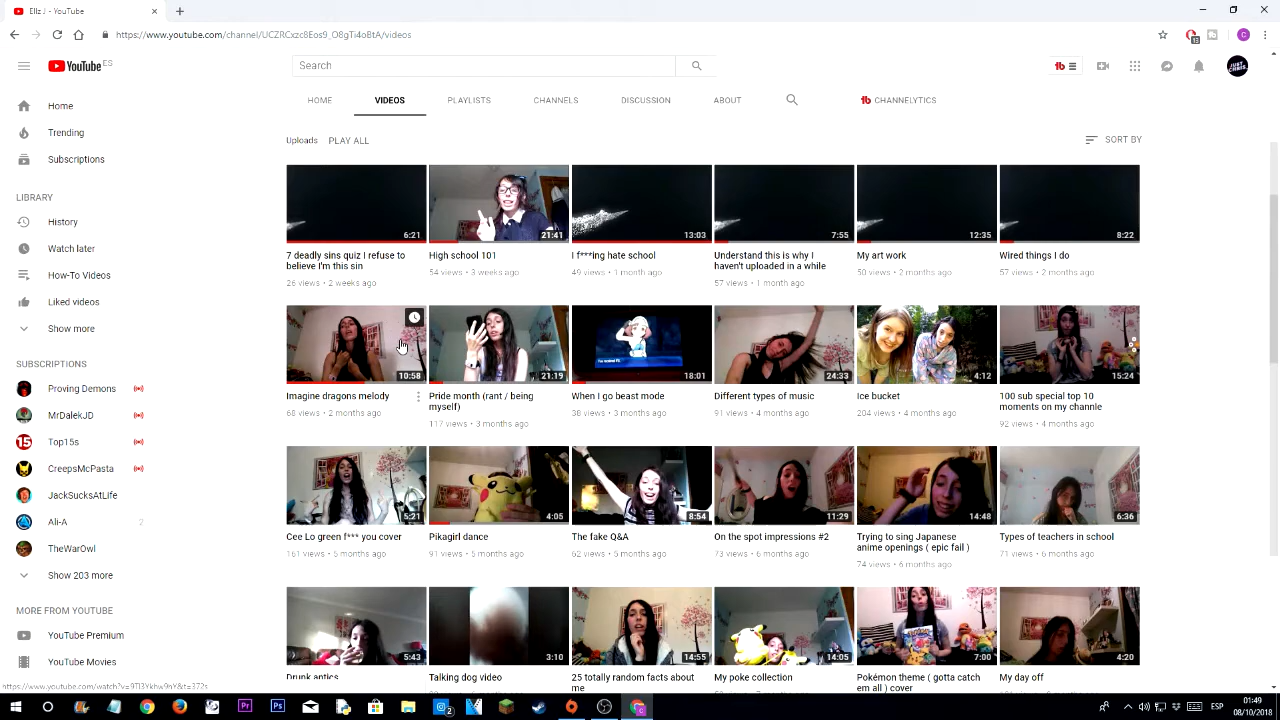 Ellz J - YouTube
https://www.youtube.com/channel/UCZRCxzc8Eos9_O8gTi4oBtA/videos
YouTube ES
Search
HOME VIDEOS PLAYLISTS CHANNELS DISCUSSION ABOUT CHANNELYTICS
Home
Trending
Subscriptions
LIBRARY
History
Watch later
How-To Videos
Liked videos
Show more
SUBSCRIPTIONS
Proving Demons
MrDalekJD
Top15s
CreepsMcPasta
JackSucksAtLife
Ali-A 2
TheWarOwl
Show 203 more
MORE FROM YOUTUBE
YouTube Premium
YouTube Movies
Uploads PLAY ALL SORT BY
6:21 21:41 13:03 7:55 12:35 8:22
7 deadly sins quiz I refuse to
believe I'm this sin
26 views • 2 weeks ago
High school 101
54 views • 3 weeks ago
I f***ing hate school
49 views • 1 month ago
Understand this is why I
haven't uploaded in a while
57 views • 1 month ago
My art work
50 views • 2 months ago
Wired things I do
57 views • 2 months ago
10:58 21:19 18:01 24:33 4:12 15:24
Imagine dragons melody
68 views • 2 months ago
Pride month (rant / being
myself)
117 views • 3 months ago
When I go beast mode
38 views • 3 months ago
Different types of music
91 views • 4 months ago
Ice bucket
204 views • 4 months ago
100 sub special top 10
moments on my channle
92 views • 4 months ago
5:21 4:05 8:54 11:29 14:48 6:36
Cee Lo green f*** you cover
161 views • 5 months ago
Pikagirl dance
91 views • 5 months ago
The fake Q&A
62 views • 5 months ago
On the spot impressions #2
73 views • 6 months ago
Trying to sing Japanese
anime openings ( epic fail )
74 views • 6 months ago
Types of teachers in school
71 views • 6 months ago
5:43 3:10 14:55 14:05 7:00 4:20
Drunk antics
Talking dog video
25 totally random facts about
me
My poke collection
Pokémon theme ( gotta catch
em all ) cover
My day off
ESP
01:49
08/10/2018